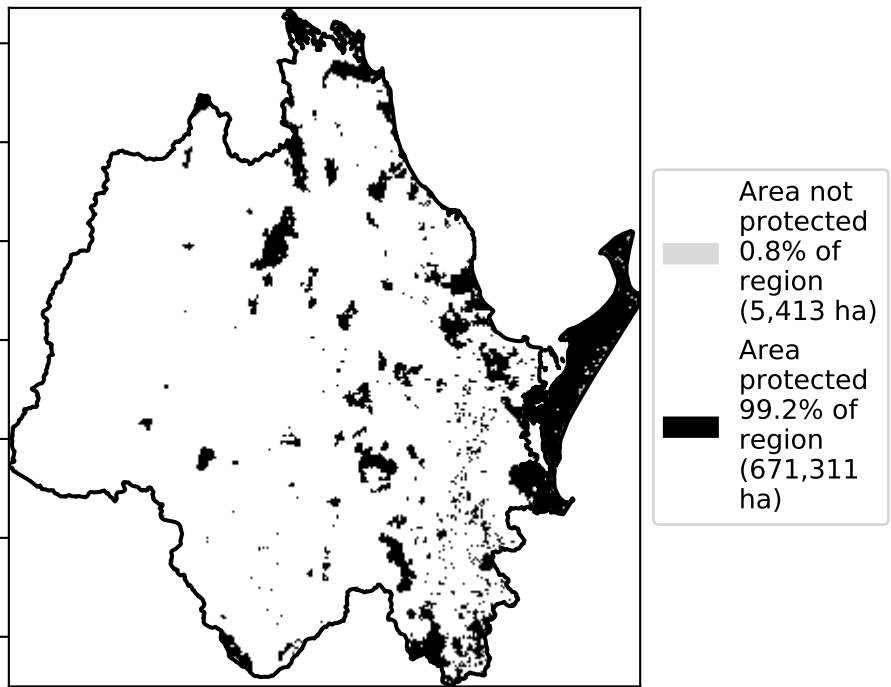 Area not
protected
0.8% of
region
(5,413 ha)
Area
protected
99.2% of
region
(671,311
ha)